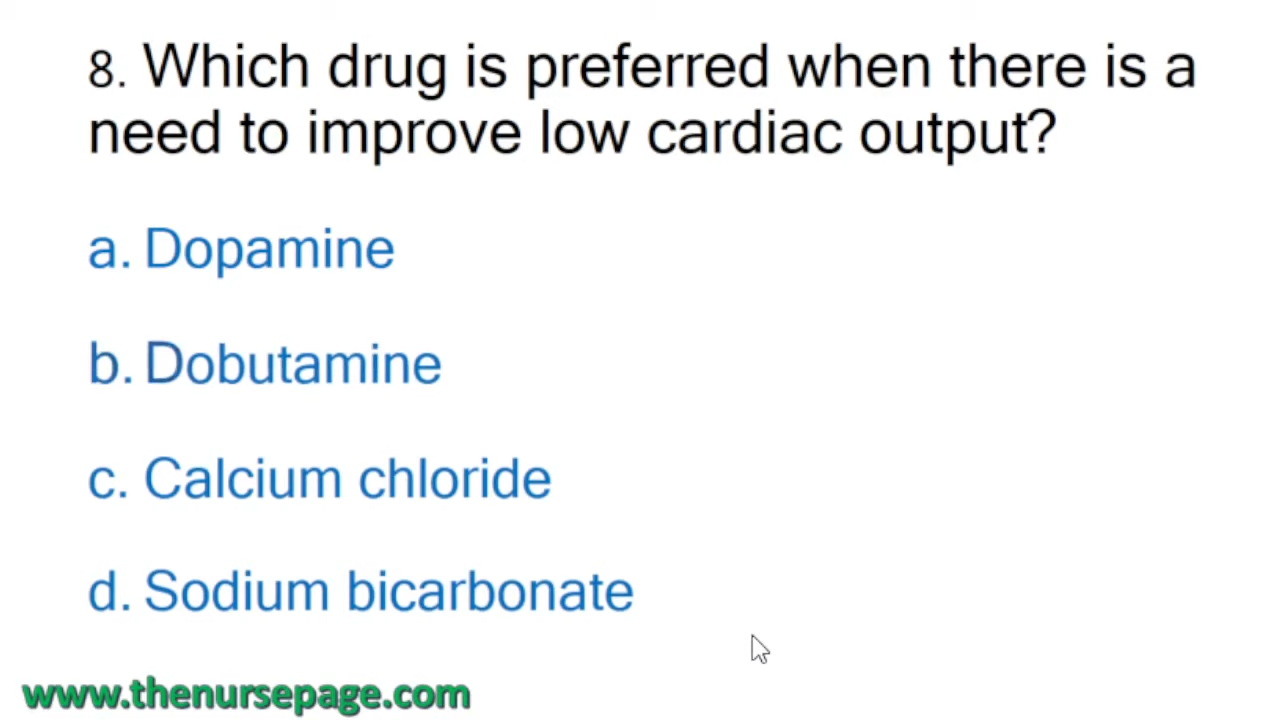 8. Which drug is preferred when there is a
need to improve low cardiac output?
a. Dopamine
b. Dobutamine
c. Calcium chloride
d. Sodium bicarbonate
www.thenursepage.com